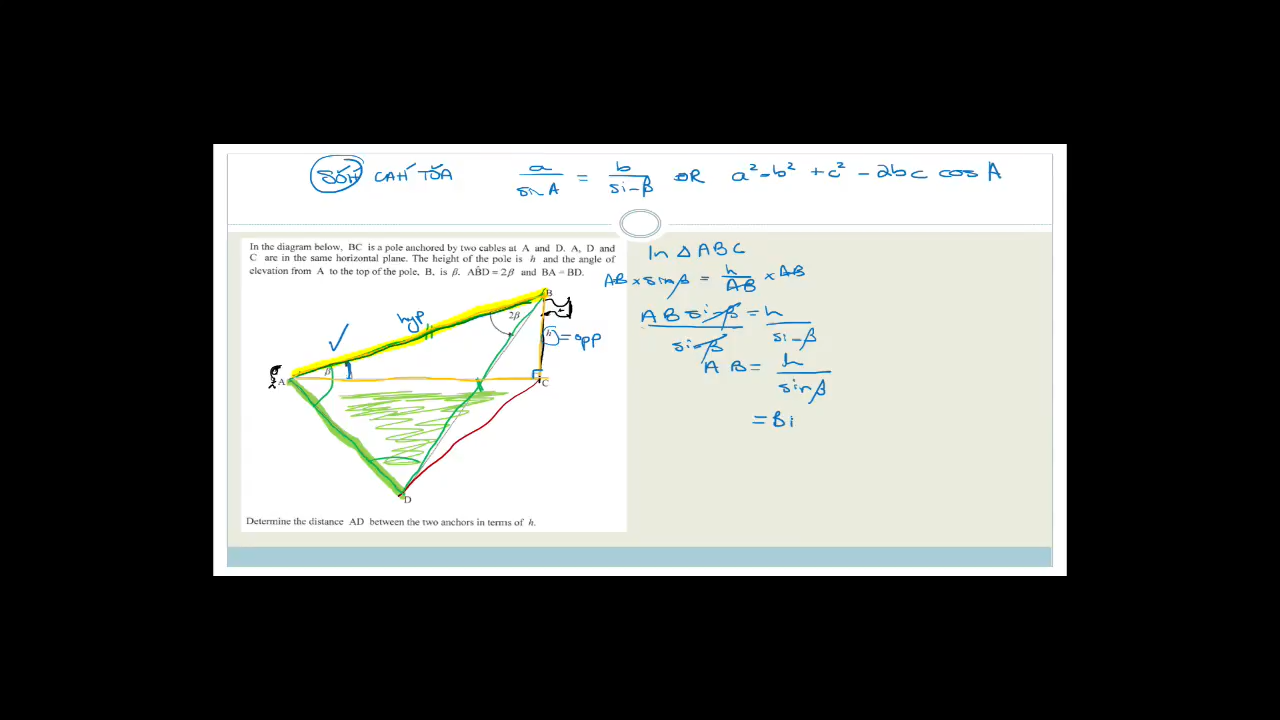 SOH CAH TOA a/sin A = b/sin β OR a² = b² + c² - 2bc cos A
In the diagram below, BC is a pole anchored by two cables at A and D. A, D and
C are in the same horizontal plane. The height of the pole is h and the angle of
elevation from A to the top of the pole, B, is β. AB̂D = 2β and BA = BD.
In △ ABC
AB × sin β = h/AB × AB
AB sin β / sin β = h / sin β
AB = h / sin β
= B
hyp
B
2β
h = opp
A
β
C
D
Determine the distance AD between the two anchors in terms of h.